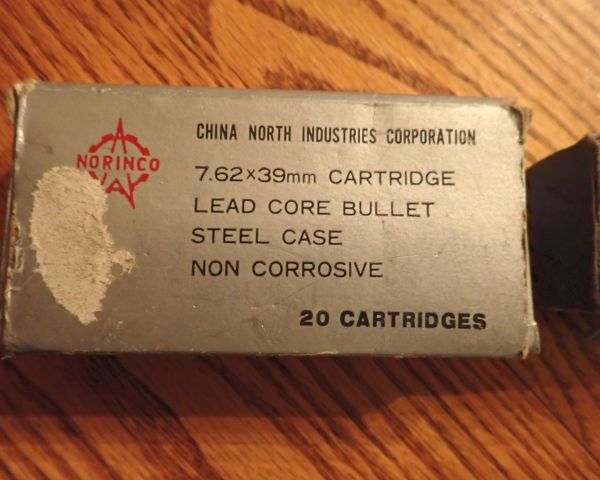 NORINCO
CHINA NORTH INDUSTRIES CORPORATION
7.62×39mm CARTRIDGE
LEAD CORE BULLET
STEEL CASE
NON CORROSIVE
20 CARTRIDGES